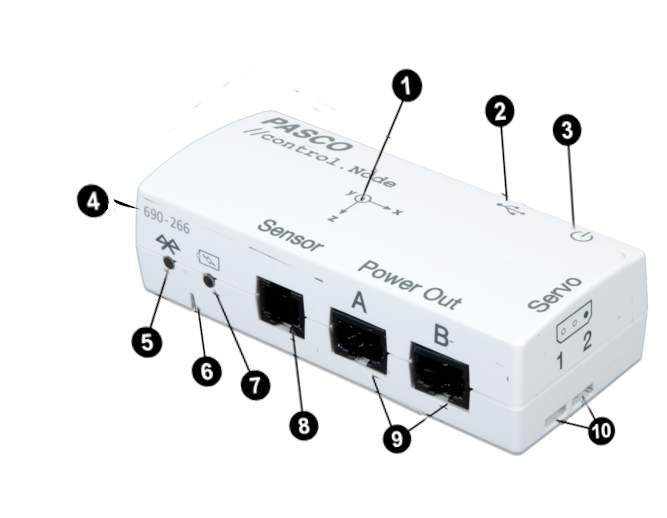 1
2
3
PASCO
//control.Node
y
x
z
4
690-266
Sensor
Power Out
Servo
A
B
1 2
5
6
7
8
9
10